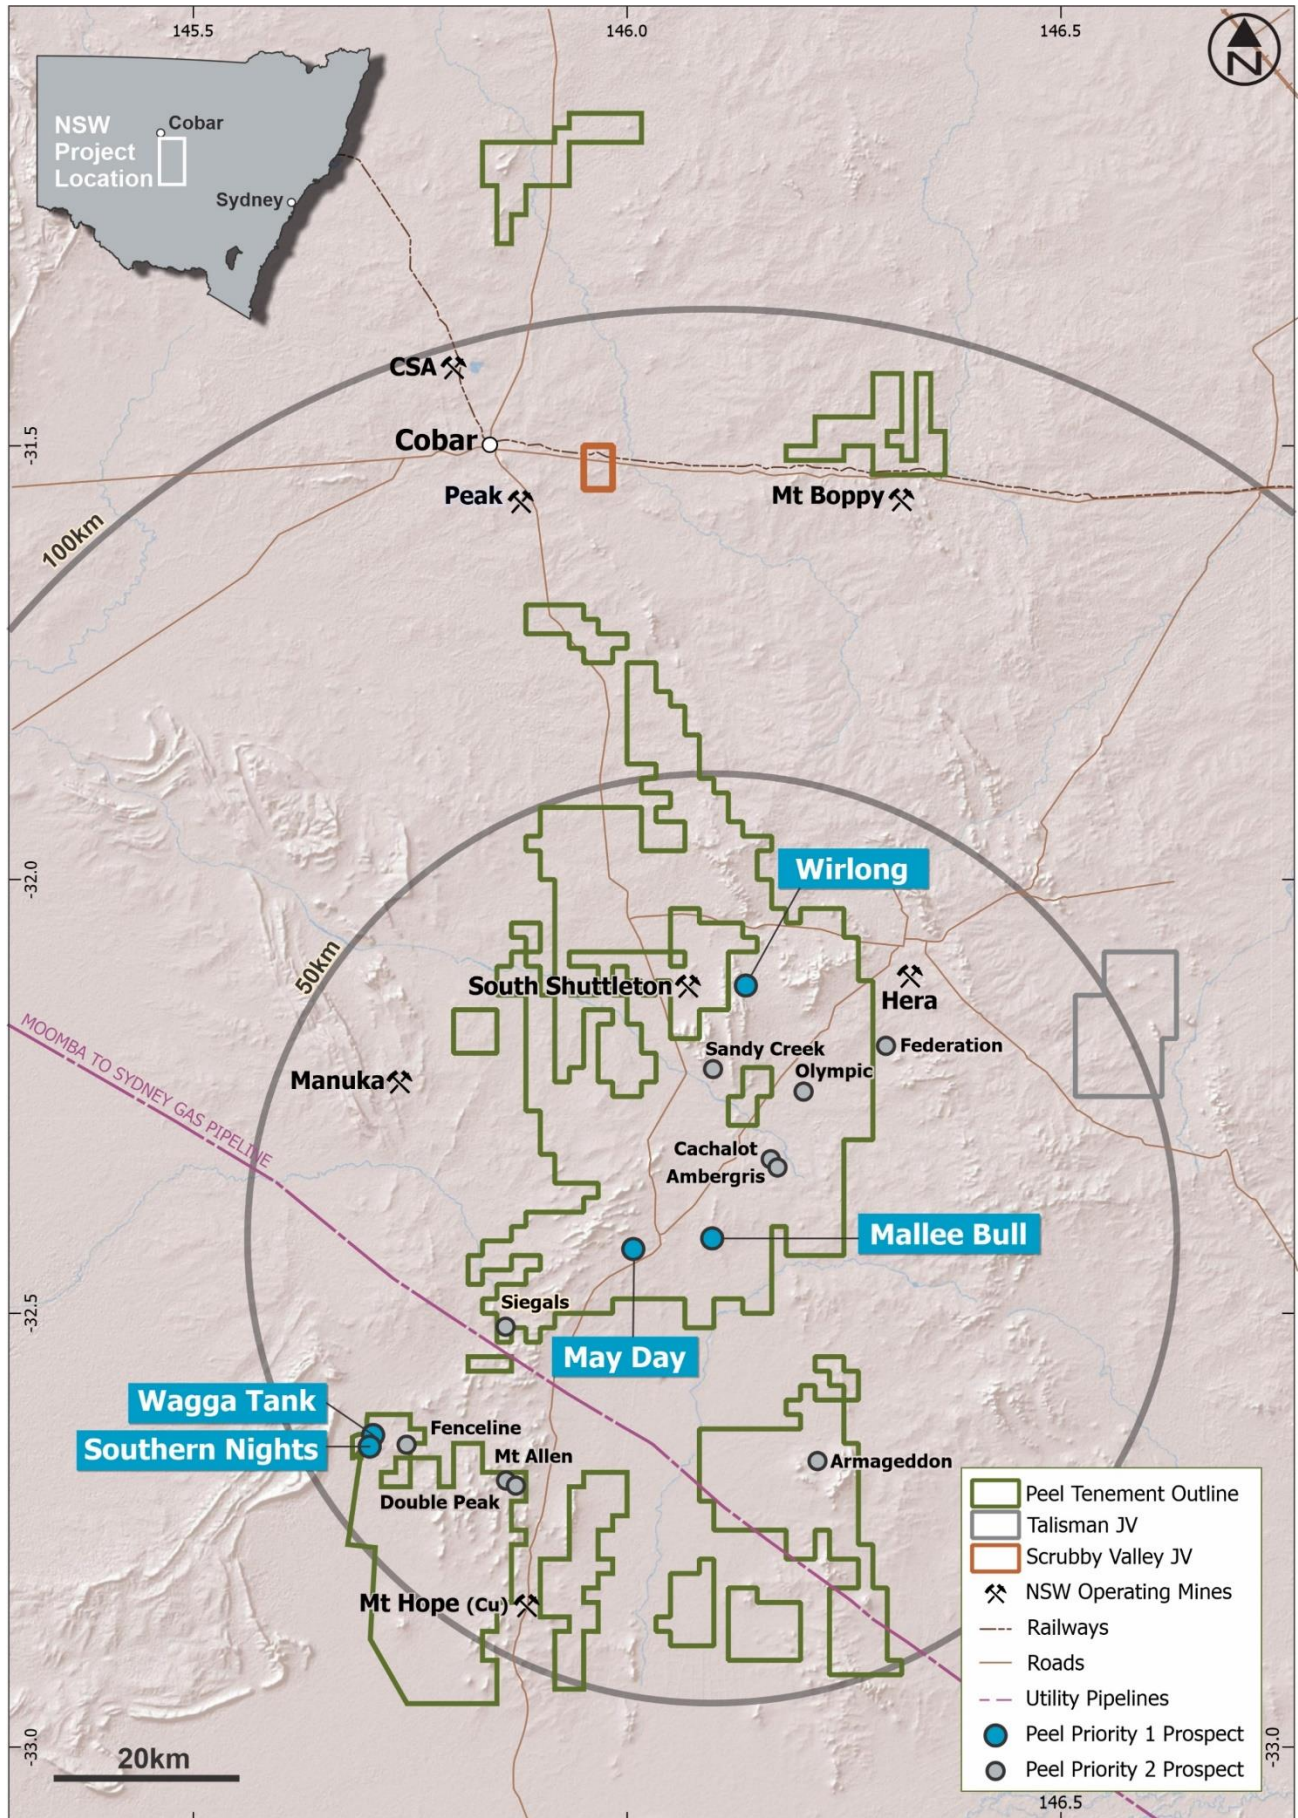 145.5
146.0
146.5
N
NSW
Project
Location
Cobar
Sydney
CSA
Cobar
-31.5
Peak
Mt Boppy
100km
-32.0
Wirlong
50km
South Shuttleton
Hera
MOOMBA TO SYDNEY GAS PIPELINE
Sandy Creek
Federation
Olympic
Manuka
Cachalot
Ambergris
Mallee Bull
-32.5
Siegals
May Day
Wagga Tank
Southern Nights
Fenceline
Mt Allen
Double Peak
Armageddon
Mt Hope (Cu)
Peel Tenement Outline
Talisman JV
Scrubby Valley JV
NSW Operating Mines
Railways
Roads
Utility Pipelines
Peel Priority 1 Prospect
Peel Priority 2 Prospect
-33.0
-33.0
20km
146.5